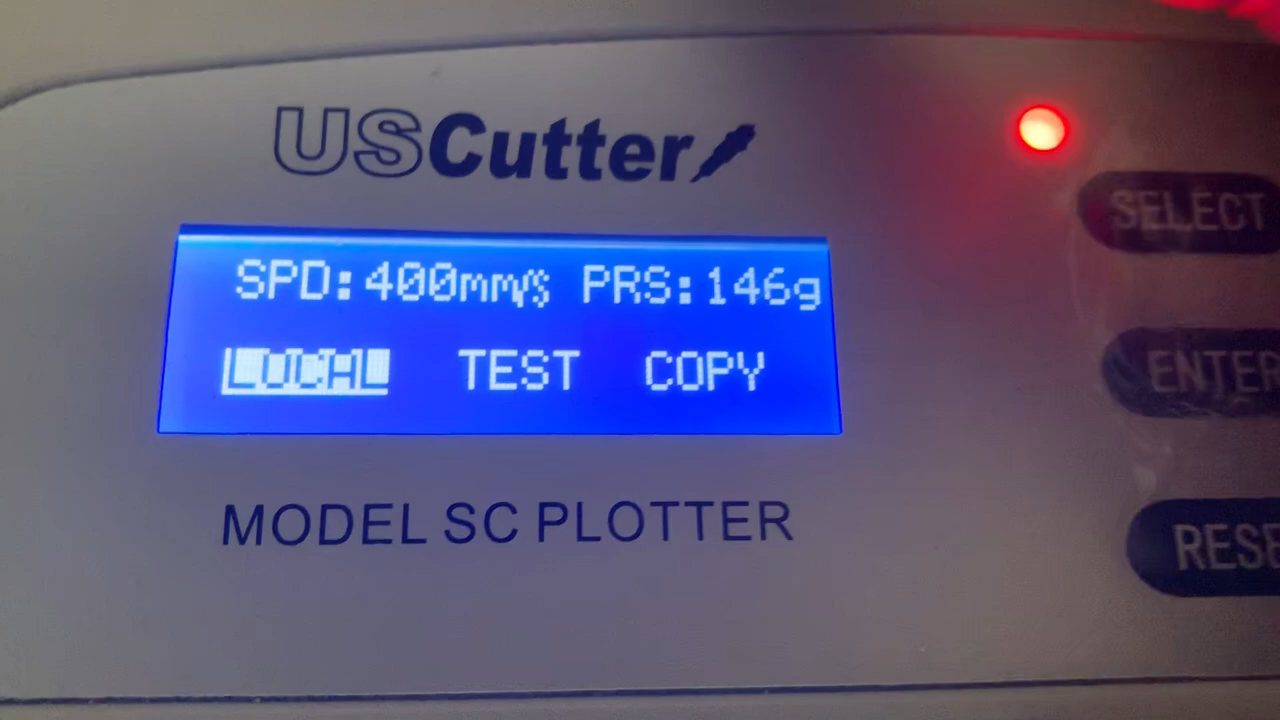 USCutter
SPD:400mm/s PRS:146g
LOCAL TEST COPY
MODEL SC PLOTTER
SELECT
ENTER
RESE